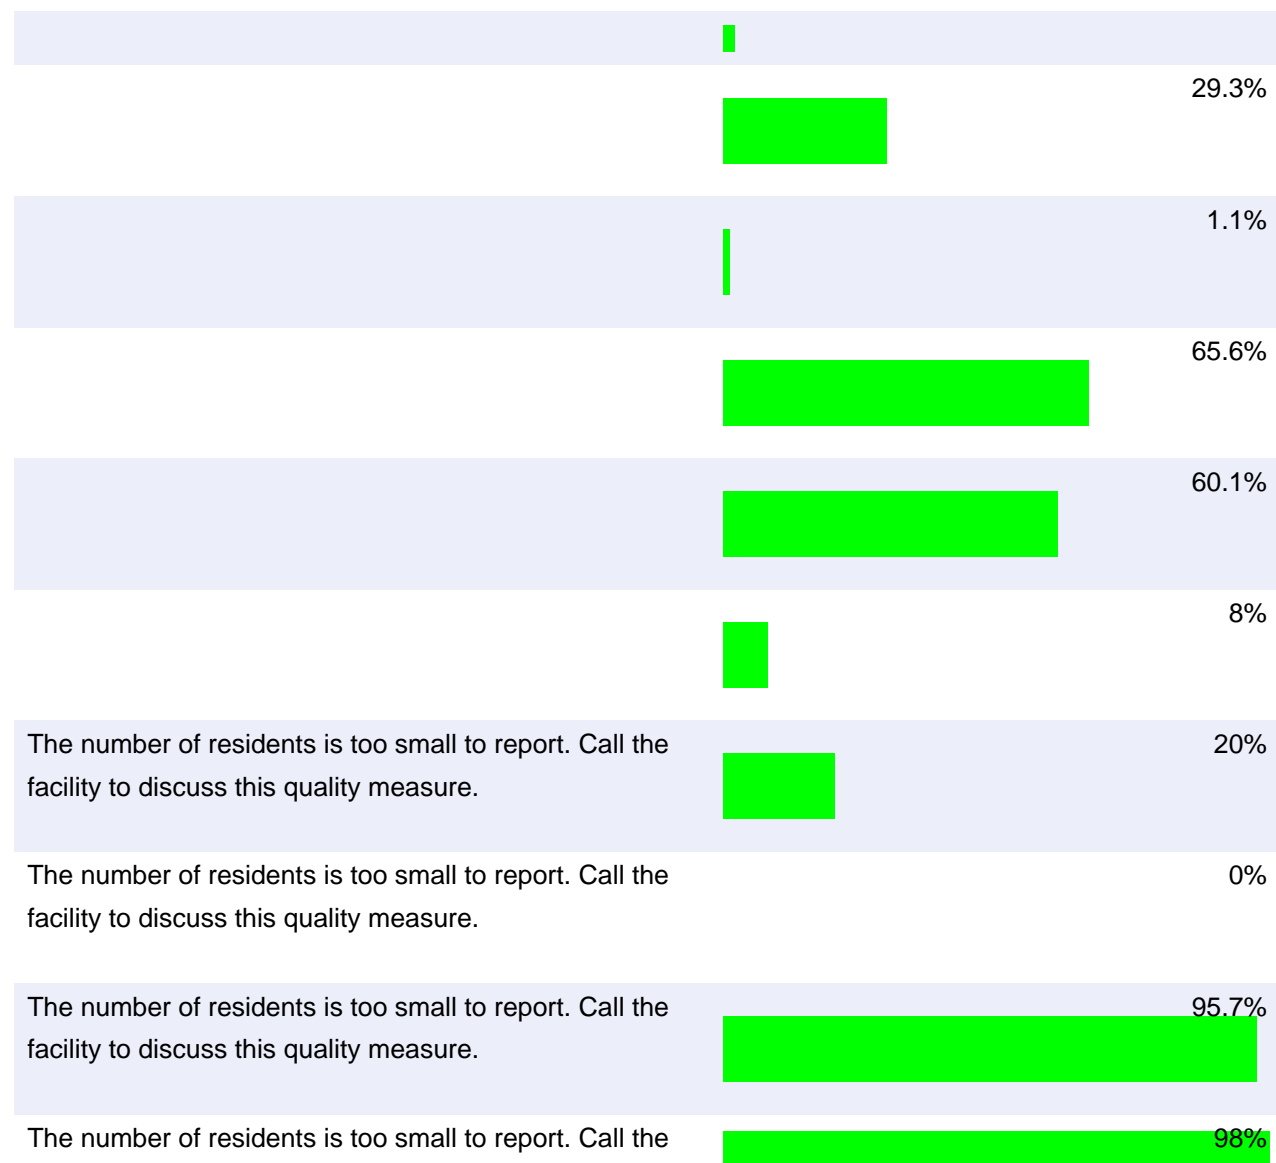 29.3%
1.1%
65.6%
60.1%
8%
The number of residents is too small to report. Call the
facility to discuss this quality measure.
20%
The number of residents is too small to report. Call the
facility to discuss this quality measure.
0%
The number of residents is too small to report. Call the
facility to discuss this quality measure.
95.7%
The number of residents is too small to report. Call the
98%